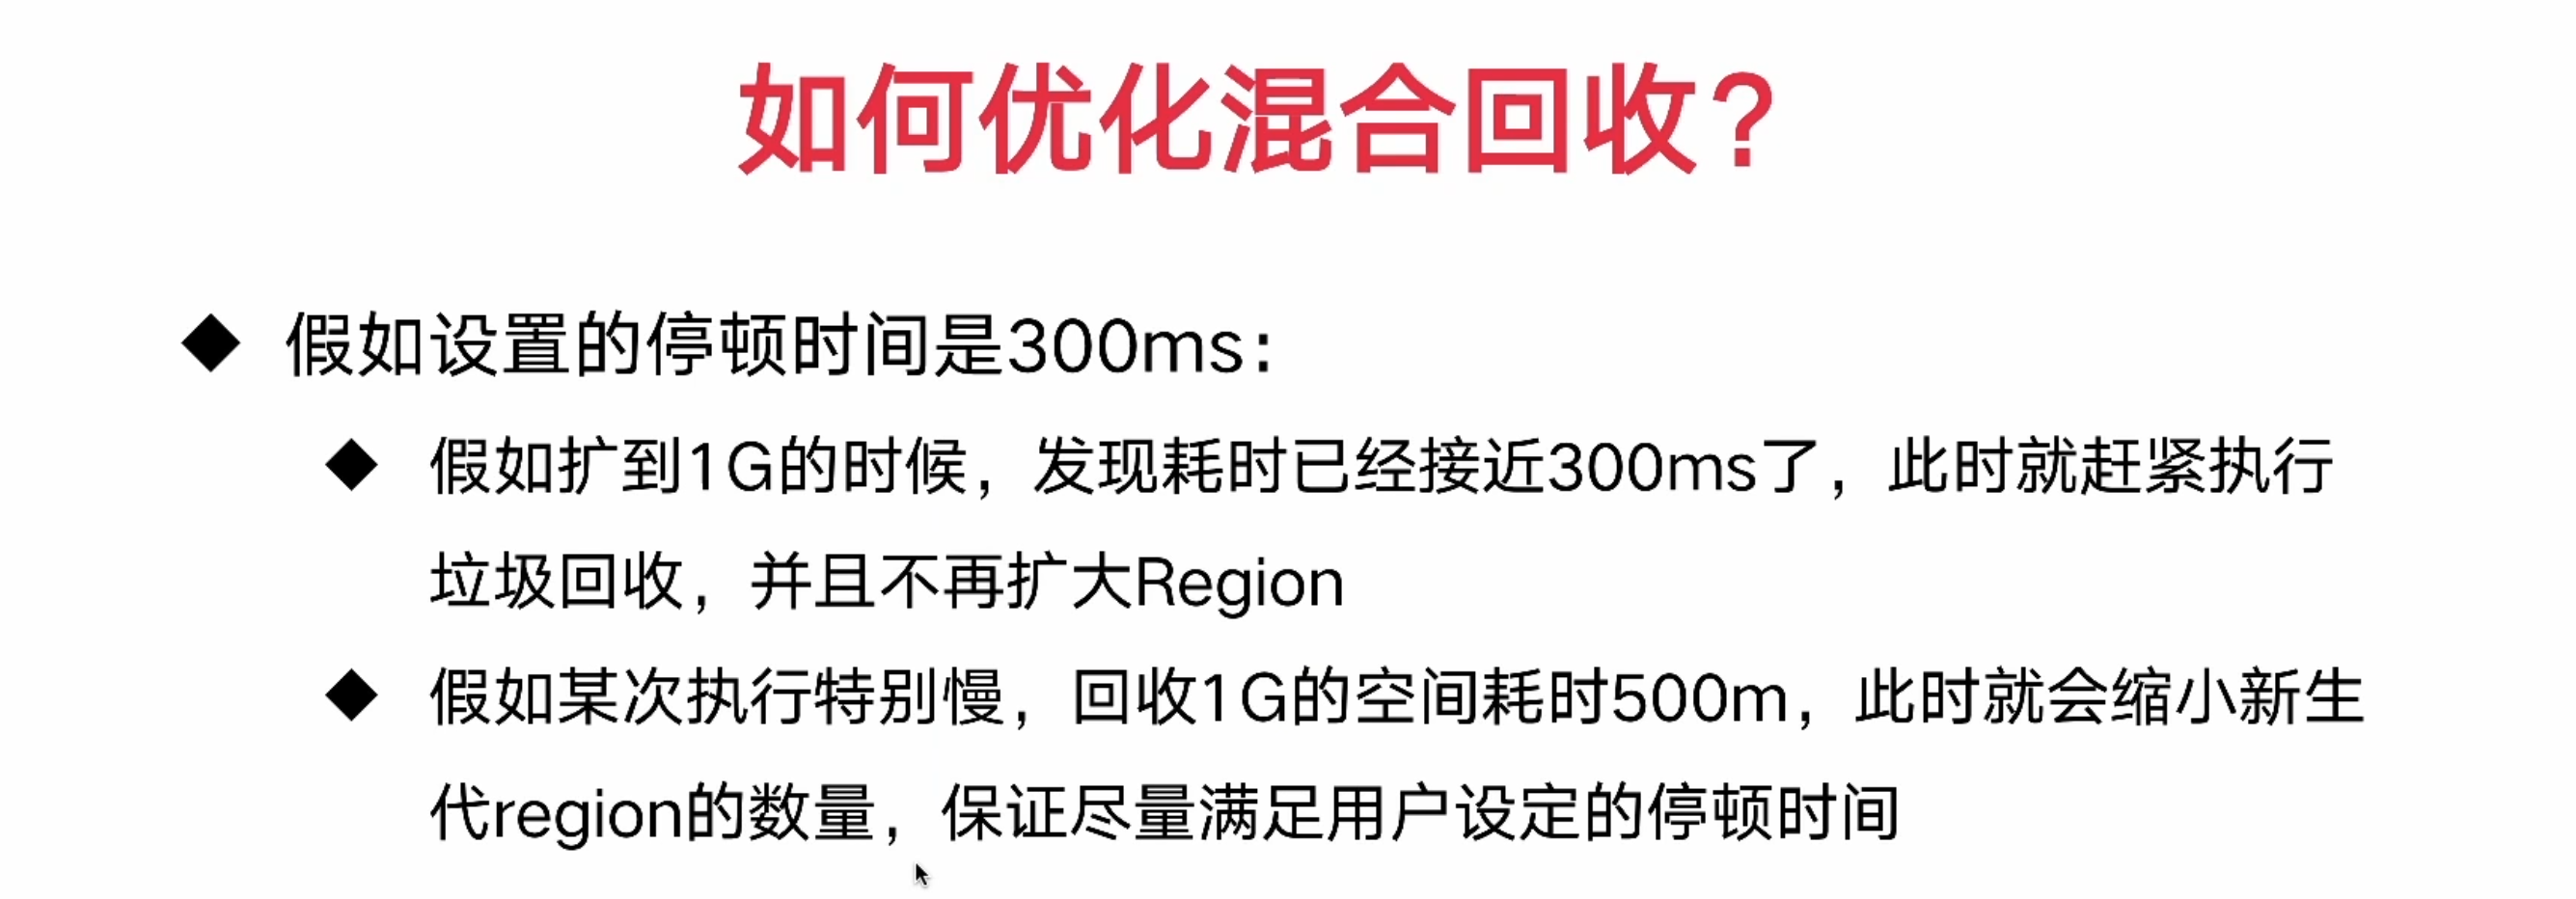 如何优化混合回收?
◆ 假如设置的停顿时间是300ms:
◆ 假如扩到1G的时候，发现耗时已经接近300ms了，此时就赶紧执行
垃圾回收，并且不再扩大Region
◆ 假如某次执行特别慢，回收1G的空间耗时500m，此时就会缩小新生
代region的数量，保证尽量满足用户设定的停顿时间